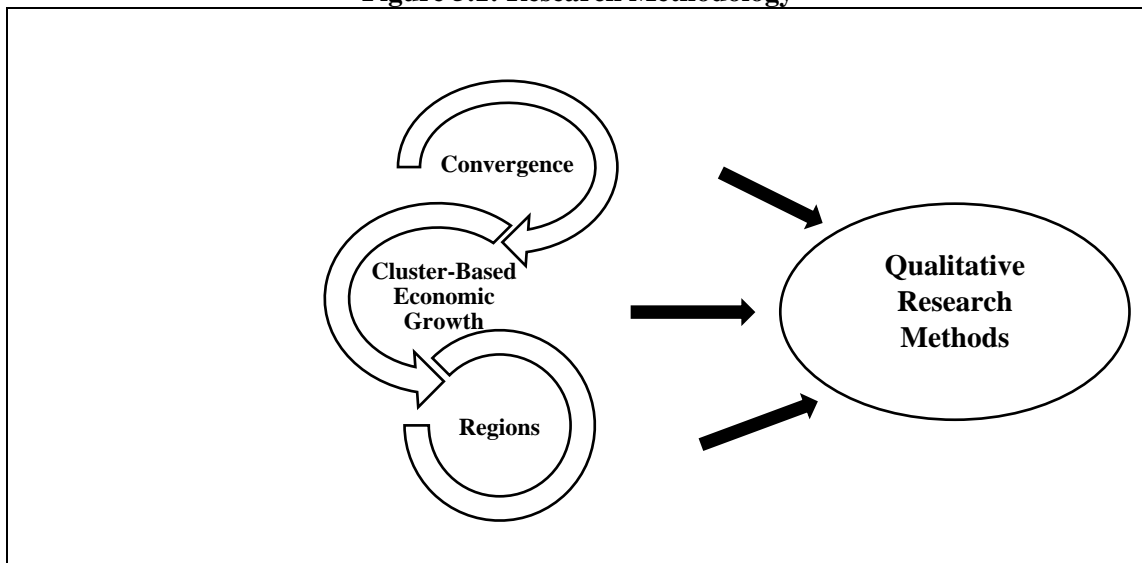 Convergence
Cluster-Based
Economic
Growth
Regions
Qualitative
Research
Methods